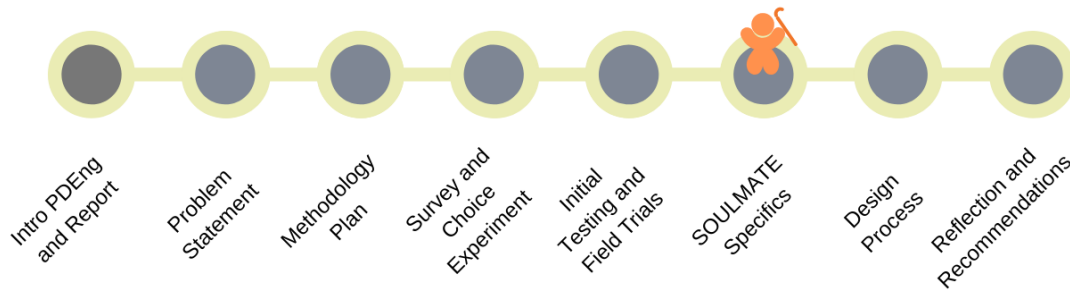 Intro PDEng
and Report
Problem
Statement
Methodology
Plan
Survey and
Choice
Experiment
Initial
Testing and
Field Trials
SOULMATE
Specifics
Design
Process
Reflection and
Recommendations